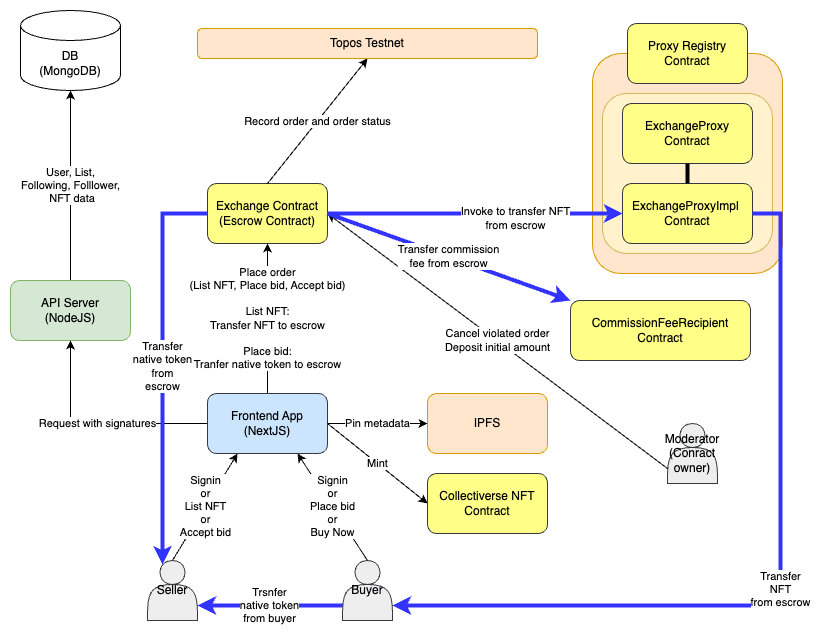 Topos Testnet
Proxy Registry
Contract
DB
(MongoDB)
Record order and order status
ExchangeProxy
Contract
User, List,
Following, Folllower,
NFT data
Exchange Contract
(Escrow Contract)
Invoke to transfer NFT
from escrow
ExchangeProxyImpl
Contract
Transfer commission
fee from escrow
Place order
(List NFT, Place bid, Accept bid)
List NFT:
Transfer NFT to escrow
Place bid:
Tranfer native token to escrow
API Server
(NodeJS)
CommissionFeeRecipient
Contract
Cancel violated order
Deposit initial amount
Transfer
native token
from
escrow
Request with signatures
Frontend App
(NextJS)
Pin metadata
IPFS
Moderator
(Conract
owner)
Mint
Collectiverse NFT
Contract
Signin
or
List NFT
or
Accept bid
Signin
or
Place bid
or
Buy Now
Seller
Trsnfer
native token
from buyer
Buyer
Transfer
NFT
from escrow